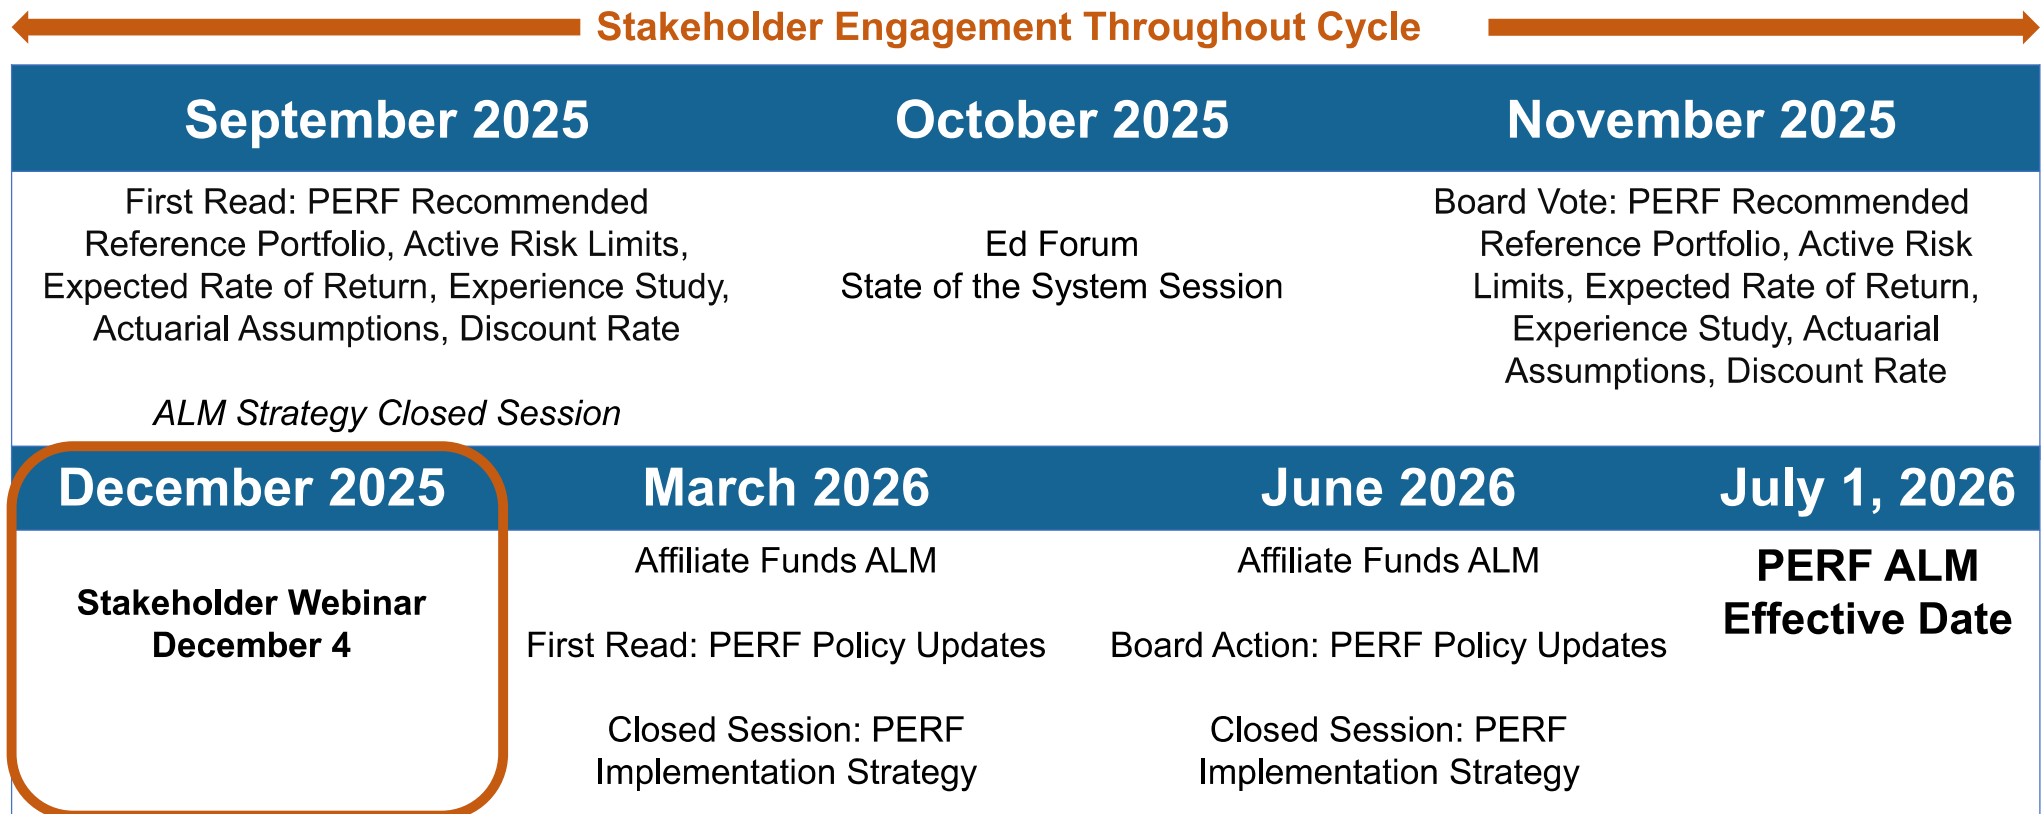 Stakeholder Engagement Throughout Cycle
September 2025
October 2025
November 2025
First Read: PERF Recommended
Reference Portfolio, Active Risk Limits,
Expected Rate of Return, Experience Study,
Actuarial Assumptions, Discount Rate
ALM Strategy Closed Session
Ed Forum
State of the System Session
Board Vote: PERF Recommended
Reference Portfolio, Active Risk
Limits, Expected Rate of Return,
Experience Study, Actuarial
Assumptions, Discount Rate
December 2025
March 2026
June 2026
July 1, 2026
Stakeholder Webinar
December 4
Affiliate Funds ALM
First Read: PERF Policy Updates
Closed Session: PERF
Implementation Strategy
Affiliate Funds ALM
Board Action: PERF Policy Updates
Closed Session: PERF
Implementation Strategy
PERF ALM
Effective Date